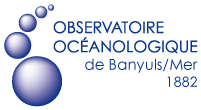 OBSERVATOIRE
OCÉANOLOGIQUE
de Banyuls/Mer
1882